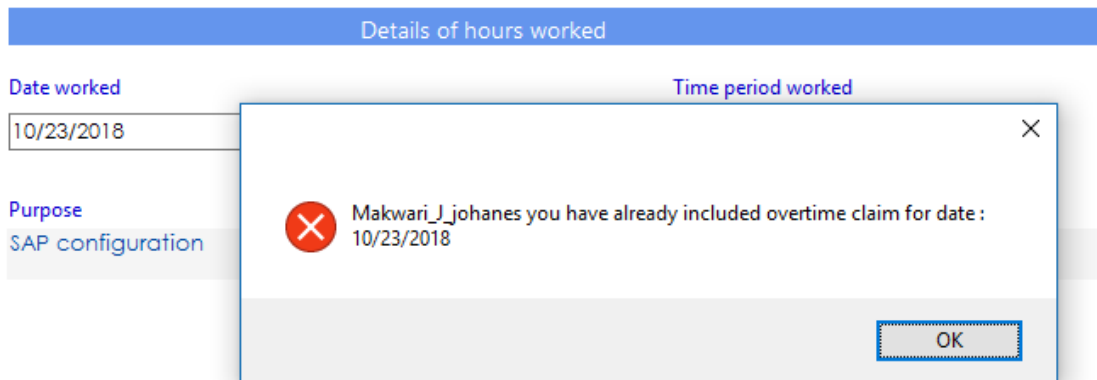 Details of hours worked
Date worked
Time period worked
10/23/2018
Makwari_J_johanes you have already included overtime claim for date :
10/23/2018
Purpose
SAP configuration
OK